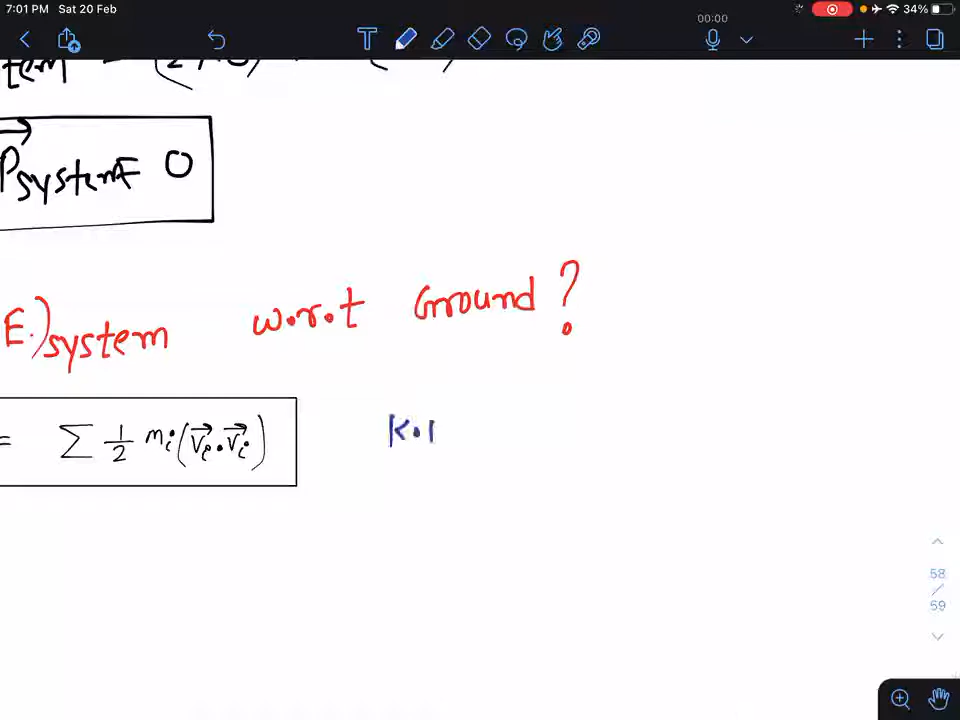 7:01 PM Sat 20 Feb
00:00
34%
P⃗system = 0
E.)system w.r.t Ground ?
= ∑ 1/2 mᵢ(v⃗ᵢ.v⃗ᵢ)
K.
58
/
59